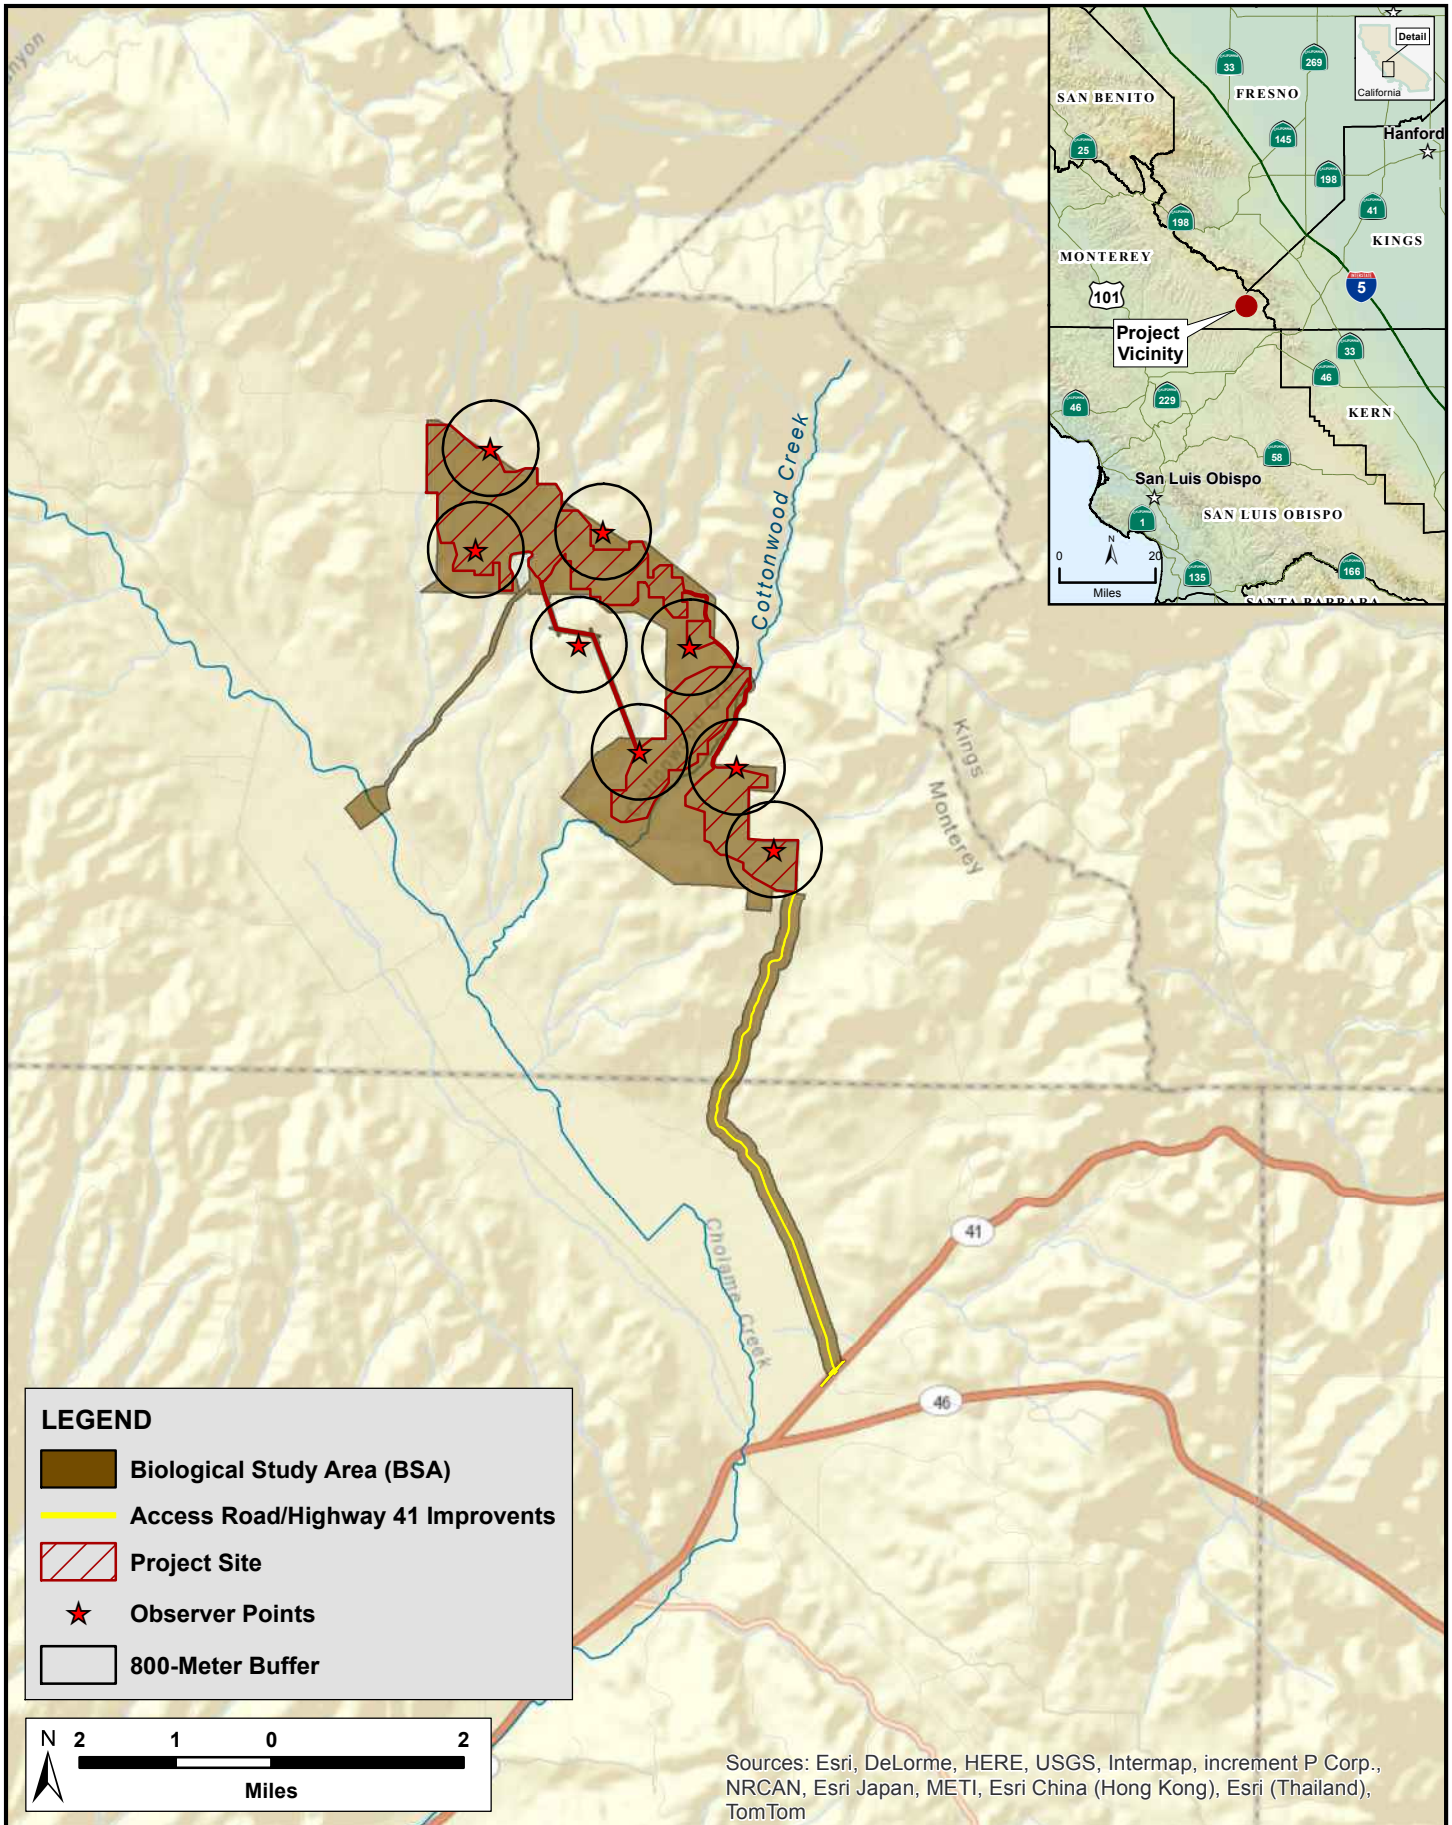 nyon
Cottonwood Creek
Kings
Monterey
Cholame Creek
41
46
Detail
California
33
269
SAN BENITO
FRESNO
25
145
Hanford
198
198
41
KINGS
MONTEREY
101
5
Project
Vicinity
33
46
229
46
KERN
58
San Luis Obispo
SAN LUIS OBISPO
1
N
0 20
Miles
135
166
SANTA BARBARA
LEGEND
Biological Study Area (BSA)
Access Road/Highway 41 Improvents
Project Site
Observer Points
800-Meter Buffer
N
2 1 0 2
Miles
Sources: Esri, DeLorme, HERE, USGS, Intermap, increment P Corp.,
NRCAN, Esri Japan, METI, Esri China (Hong Kong), Esri (Thailand),
TomTom